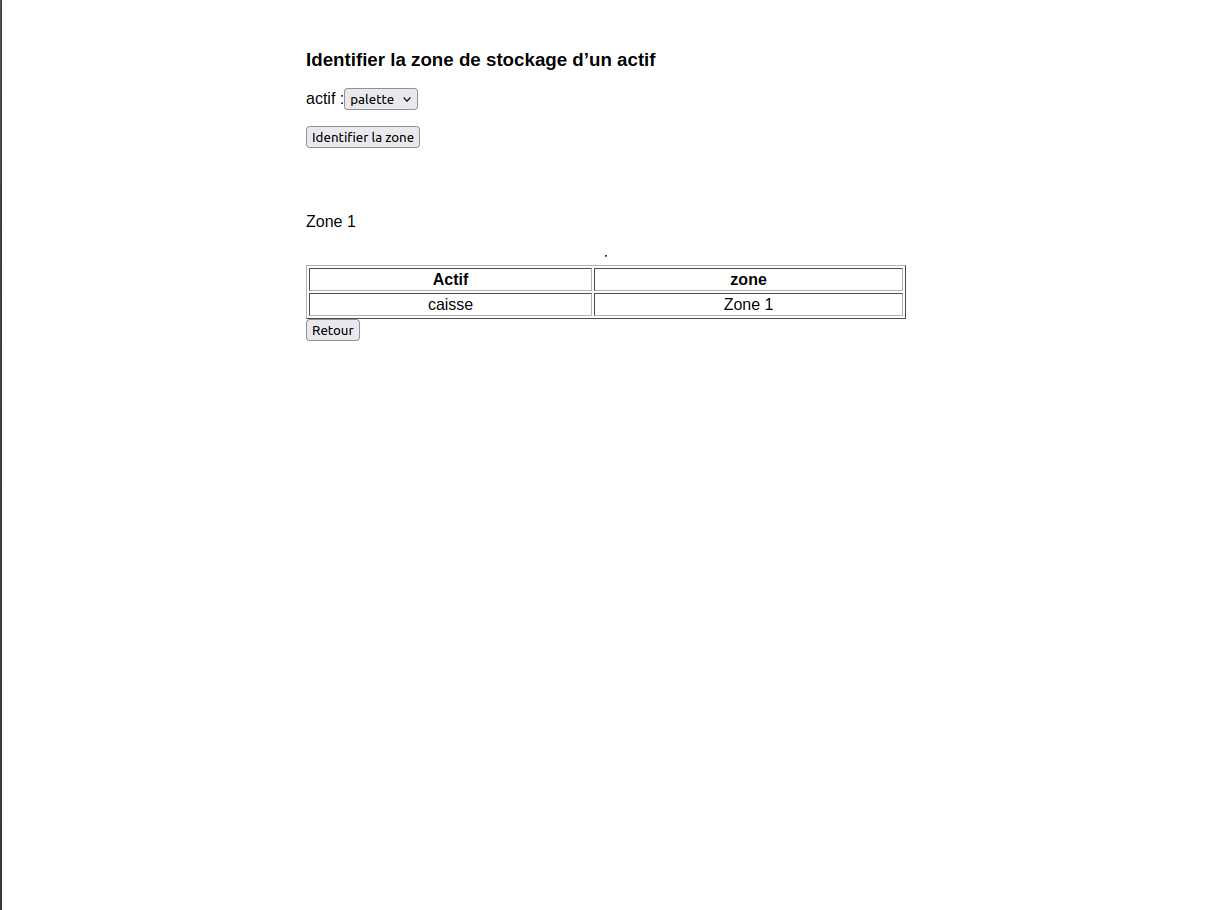 Identifier la zone de stockage d’un actif
actif : palette
Identifier la zone
Zone 1
.
Actif zone
caisse Zone 1
Retour